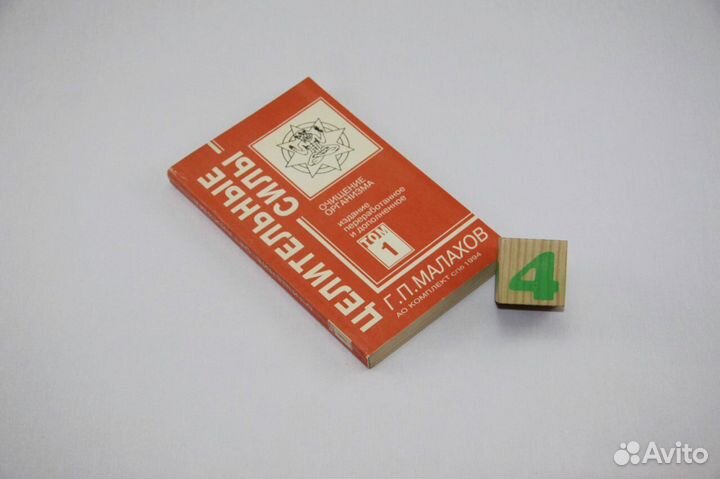 ЦЕЛИТЕЛЬНЫЕ
СИЛЫ
ОЧИЩЕНИЕ
ОРГАНИЗМА
издание
переработанное
и дополненное
ТОМ
1
Г.П.МАЛАХОВ
АО КОМПЛЕКТ СПб 1994
4
Avito